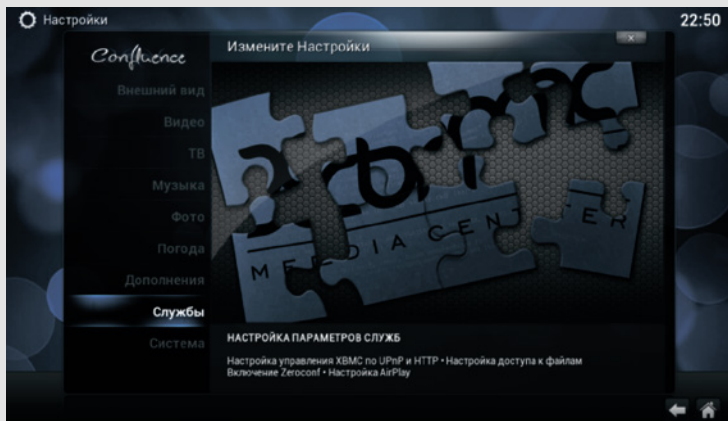 Настройки
22:50
Confluence
Измените Настройки
x
Внешний вид
Видео
ТВ
Музыка
Фото
Погода
Дополнения
Службы
Система
xbmc
MEDIA CENTER
НАСТРОЙКА ПАРАМЕТРОВ СЛУЖБ
Настройка управления XBMC по UPnP и HTTP • Настройка доступа к файлам
Включение Zeroconf • Настройка AirPlay